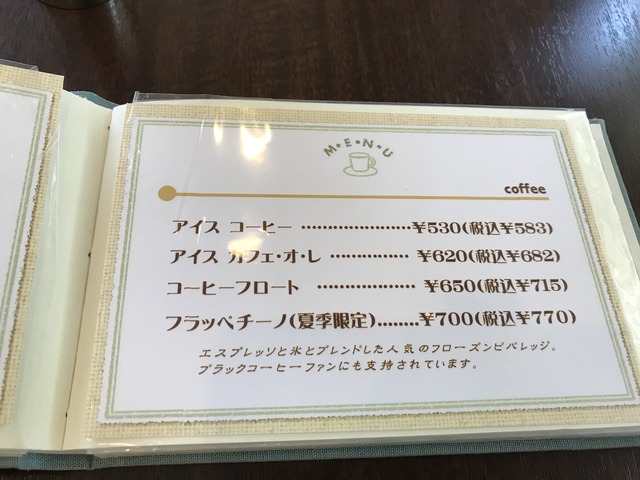 M・E・N・U
coffee
アイス コーヒー ･････････････････････ ¥530(税込¥583)
アイス カフェ・オ・レ ･･･････････････ ¥620(税込¥682)
コーヒーフロート ･･････････････････ ¥650(税込¥715)
フラッペチーノ(夏季限定)........¥700(税込¥770)
エスプレッソと氷とブレンドした人気のフローズンビバレッジ。
ブラックコーヒーファンにも支持されています。